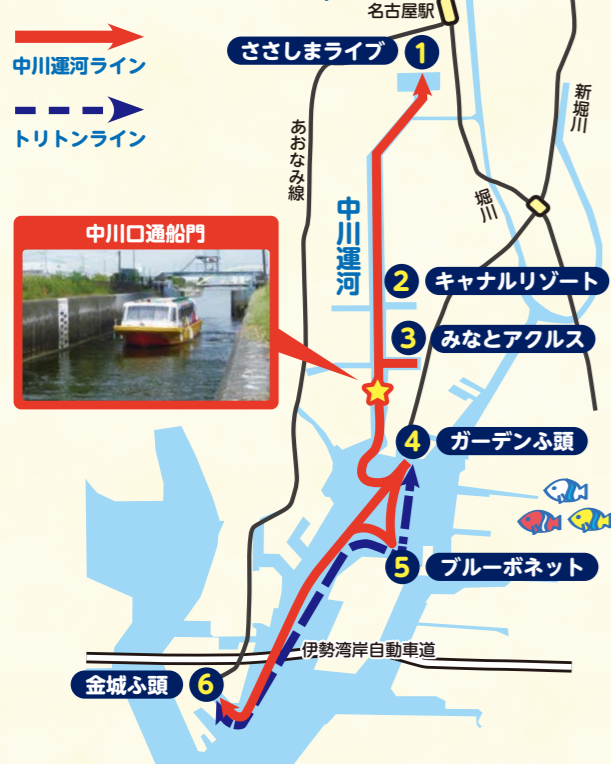 名古屋駅
中川運河ライン
ささしまライブ 1
トリトンライン
あおなみ線
新堀川
堀川
中川運河
中川口通船門
2 キャナルリゾート
3 みなとアクルス
4 ガーデンふ頭
5 ブルーボネット
伊勢湾岸自動車道
金城ふ頭 6